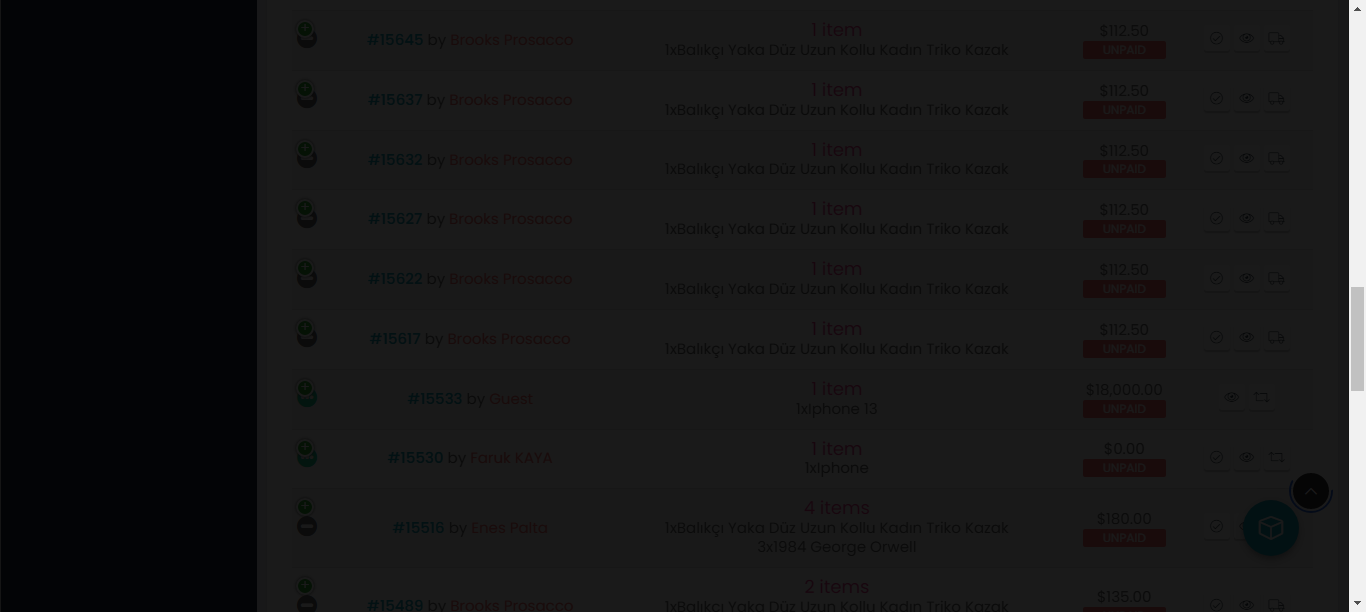 1 item
#15645 by Brooks Prosacco
1xBalıkçı Yaka Düz Uzun Kollu Kadın Triko Kazak
$112.50
UNPAID
1 item
#15637 by Brooks Prosacco
1xBalıkçı Yaka Düz Uzun Kollu Kadın Triko Kazak
$112.50
UNPAID
1 item
#15632 by Brooks Prosacco
1xBalıkçı Yaka Düz Uzun Kollu Kadın Triko Kazak
$112.50
UNPAID
1 item
#15627 by Brooks Prosacco
1xBalıkçı Yaka Düz Uzun Kollu Kadın Triko Kazak
$112.50
UNPAID
1 item
#15622 by Brooks Prosacco
1xBalıkçı Yaka Düz Uzun Kollu Kadın Triko Kazak
$112.50
UNPAID
1 item
#15617 by Brooks Prosacco
1xBalıkçı Yaka Düz Uzun Kollu Kadın Triko Kazak
$112.50
UNPAID
1 item
#15533 by Guest
1xIphone 13
$18,000.00
UNPAID
1 item
#15530 by Faruk KAYA
1xIphone
$0.00
UNPAID
4 items
#15516 by Enes Palta
1xBalıkçı Yaka Düz Uzun Kollu Kadın Triko Kazak
3x1984 George Orwell
$180.00
UNPAID
2 items
#15489 by Brooks Prosacco
1xBalıkçı Yaka Düz Uzun Kollu Kadın Triko Kazak
$135.00
UNPAID